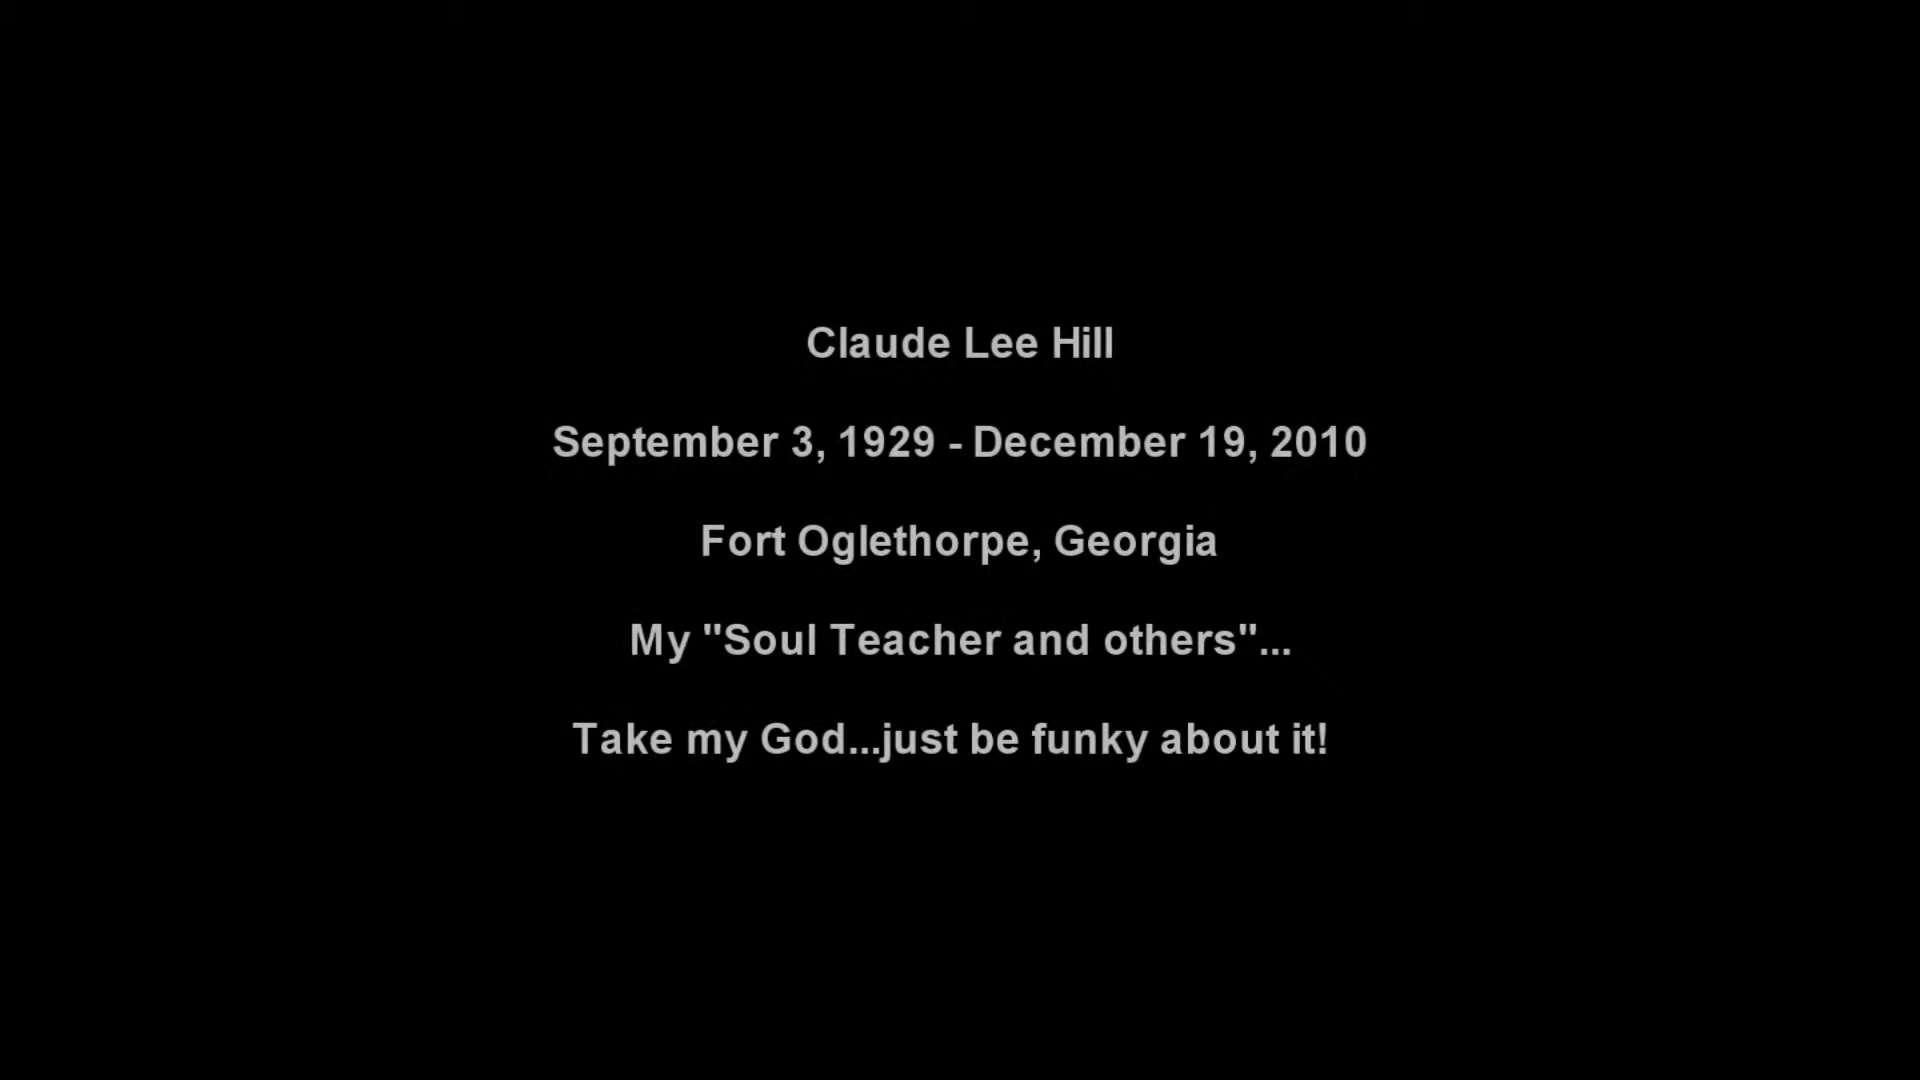 Claude Lee Hill
September 3, 1929 - December 19, 2010
Fort Oglethorpe, Georgia
My "Soul Teacher and others"...
Take my God...just be funky about it!